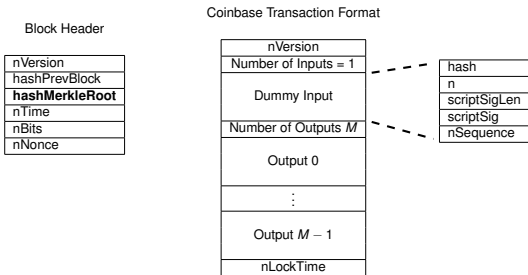 Block Header
nVersion
hashPrevBlock
hashMerkleRoot
nTime
nBits
nNonce
Coinbase Transaction Format
nVersion
Number of Inputs = 1
Dummy Input
Number of Outputs M
Output 0
⋮
Output M − 1
nLockTime
hash
n
scriptSigLen
scriptSig
nSequence